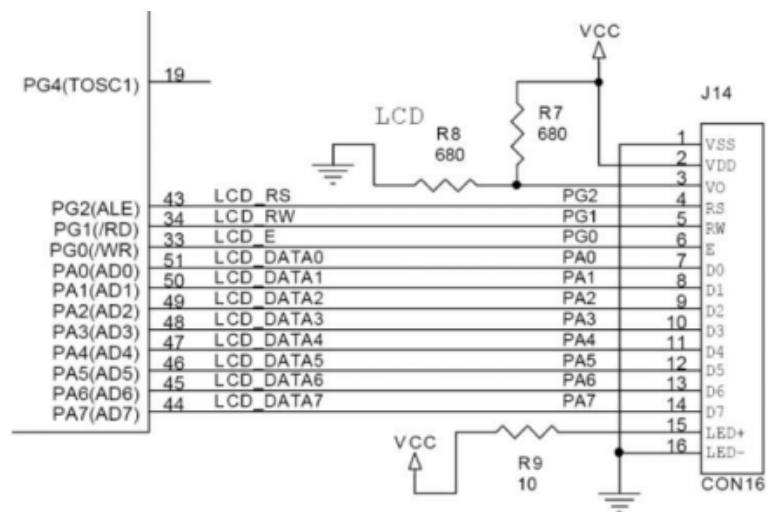 VCC
PG4(TOSC1) 19
J14
LCD
R7
680
R8
680
1 VSS
2 VDD
3 VO
PG2(ALE) 43 LCD_RS PG2 4 RS
PG1(/RD) 34 LCD_RW PG1 5 RW
PG0(/WR) 33 LCD_E PG0 6 E
PA0(AD0) 51 LCD_DATA0 PA0 7 D0
PA1(AD1) 50 LCD_DATA1 PA1 8 D1
PA2(AD2) 49 LCD_DATA2 PA2 9 D2
PA3(AD3) 48 LCD_DATA3 PA3 10 D3
PA4(AD4) 47 LCD_DATA4 PA4 11 D4
PA5(AD5) 46 LCD_DATA5 PA5 12 D5
PA6(AD6) 45 LCD_DATA6 PA6 13 D6
PA7(AD7) 44 LCD_DATA7 PA7 14 D7
15 LED+
VCC
16 LED-
R9
10
CON16